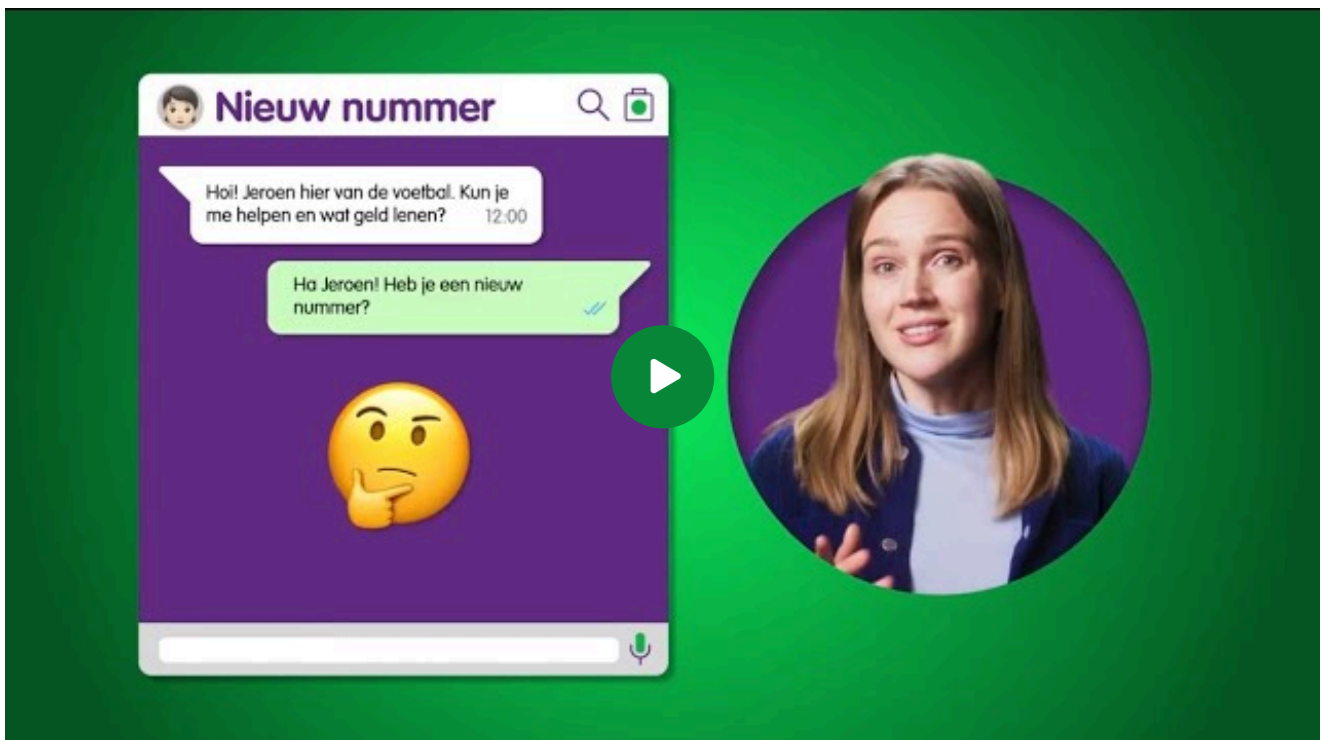 Nieuw nummer
Hoi! Jeroen hier van de voetbal. Kun je
me helpen en wat geld lenen? 12:00
Ha Jeroen! Heb je een nieuw
nummer?